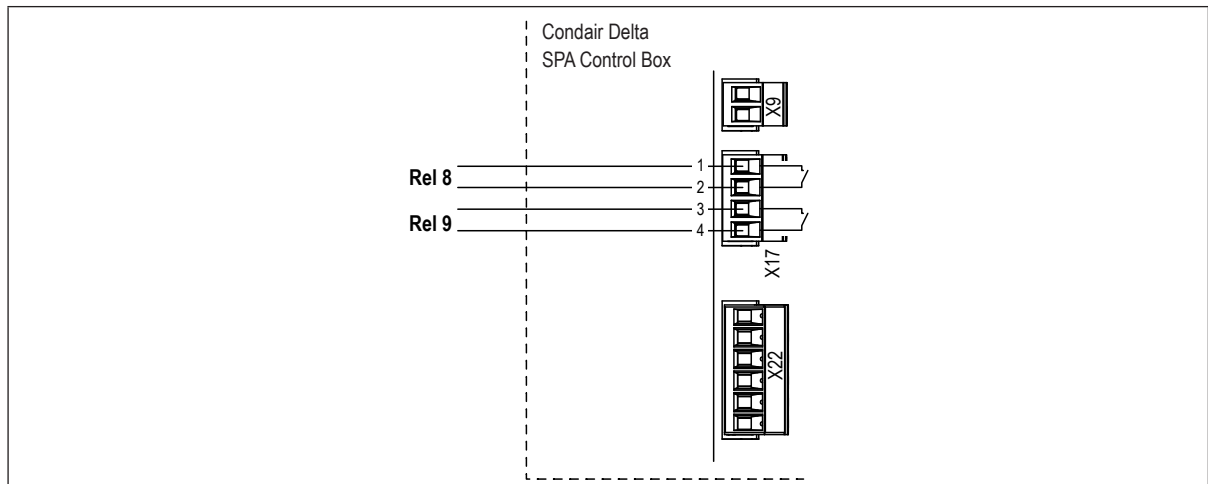 Condair Delta
SPA Control Box
X9
Rel 8
1
2
Rel 9
3
4
X17
X22